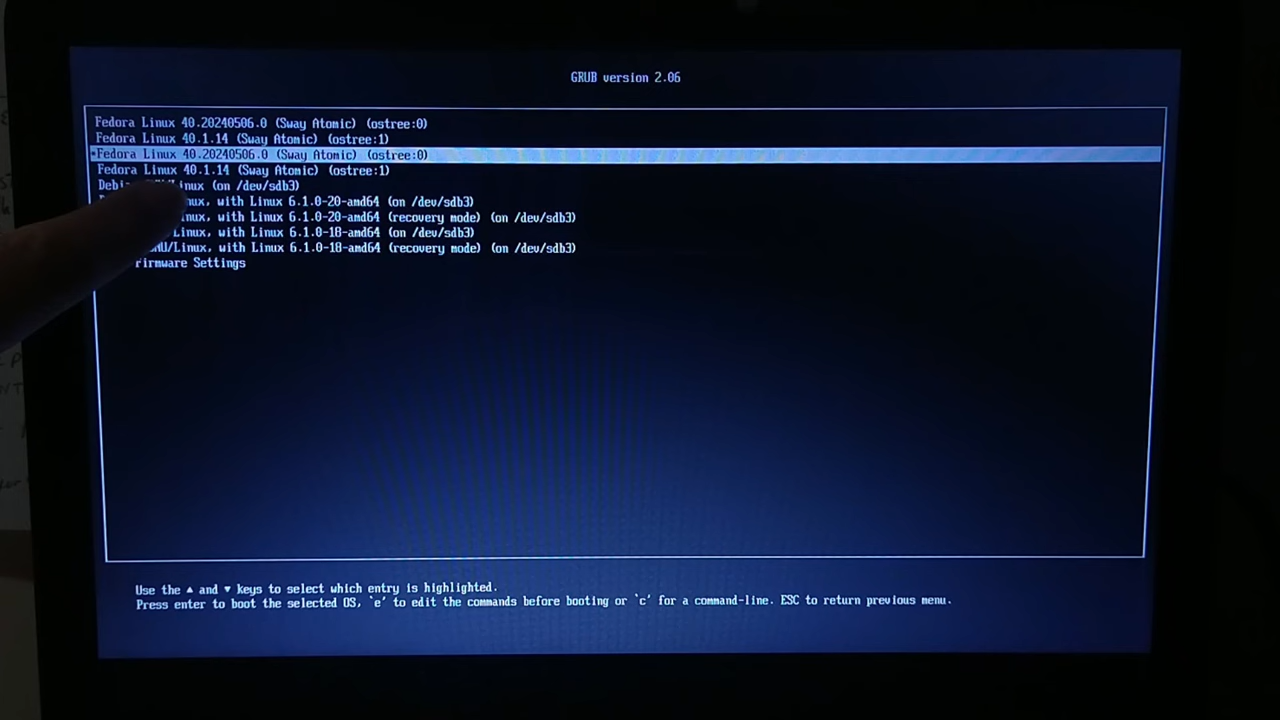 GRUB version 2.06
Fedora Linux 40.20240506.0 (Sway Atomic) (ostree:0)
Fedora Linux 40.1.14 (Sway Atomic) (ostree:1)
*Fedora Linux 40.20240506.0 (Sway Atomic) (ostree:0)
Fedora Linux 40.1.14 (Sway Atomic) (ostree:1)
(on /dev/sdb3)
with Linux 6.1.0-20-amd64 (on /dev/sdb3)
with Linux 6.1.0-20-amd64 (recovery mode) (on /dev/sdb3)
Linux, with Linux 6.1.0-18-amd64 (on /dev/sdb3)
with Linux 6.1.0-18-amd64 (recovery mode) (on /dev/sdb3)
Firmware Settings
Use the ▲ and ▼ keys to select which entry is highlighted.
Press enter to boot the selected OS, `e' to edit the commands before booting or `c' for a command-line. ESC to return previous menu.